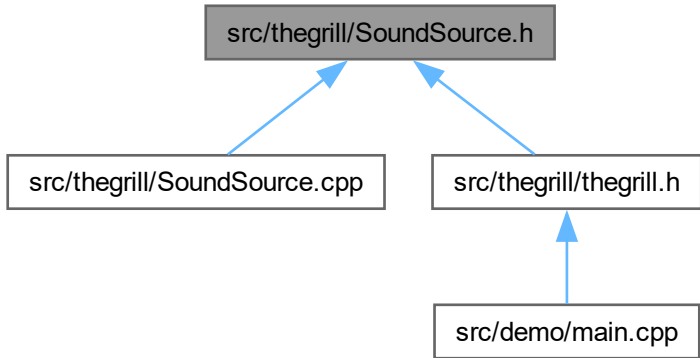 src/thegrill/SoundSource.h
src/thegrill/SoundSource.cpp
src/thegrill/thegrill.h
src/demo/main.cpp